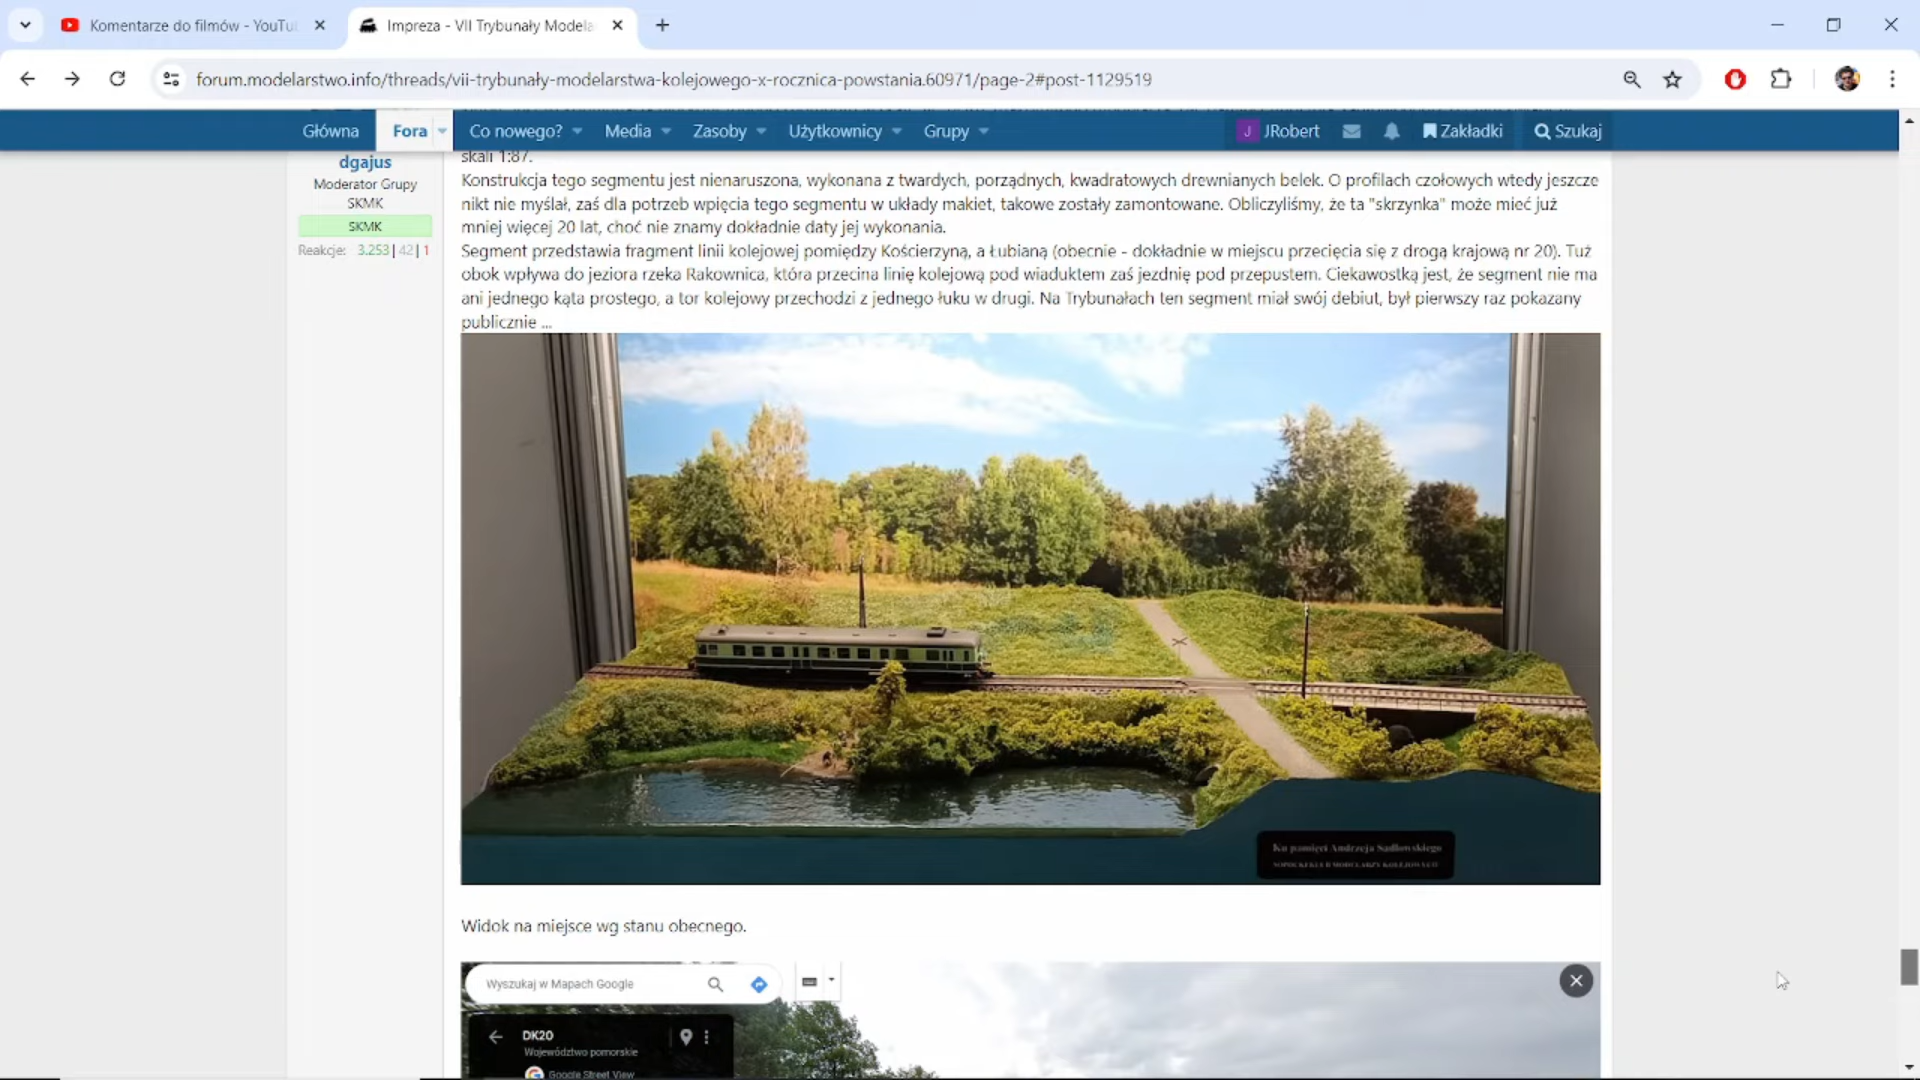 Komentarze do filmów - YouTu
Impreza - VII Trybunały Modela
forum.modelarstwo.info/threads/vii-trybunały-modelarstwa-kolejowego-x-rocznica-powstania.60971/page-2#post-1129519
Główna Fora Co nowego? Media Zasoby Użytkownicy Grupy J JRobert Zakładki Szukaj
dgajus
Moderator Grupy
SKMK
SKMK
Reakcje: 3.253 | 42 | 1
skali 1:87.
Konstrukcja tego segmentu jest nienaruszona, wykonana z twardych, porządnych, kwadratowych drewnianych belek. O profilach czołowych wtedy jeszcze
nikt nie myślał, zaś dla potrzeb wpięcia tego segmentu w układy makiet, takowe zostały zamontowane. Obliczyliśmy, że ta "skrzynka" może mieć już
mniej więcej 20 lat, choć nie znamy dokładnie daty jej wykonania.
Segment przedstawia fragment linii kolejowej pomiędzy Kościerzyną, a Łubianą (obecnie - dokładnie w miejscu przecięcia się z drogą krajową nr 20). Tuż
obok wpływa do jeziora rzeka Rakownica, która przecina linię kolejową pod wiaduktem zaś jezdnię pod przepustem. Ciekawostką jest, że segment nie ma
ani jednego kąta prostego, a tor kolejowy przechodzi z jednego łuku w drugi. Na Trybunałach ten segment miał swój debiut, był pierwszy raz pokazany
publicznie ...
Ku pamięci Andrzeja Sadłowskiego
SOPOCKI KLUB MODELARZY KOLEJOWYCH
Widok na miejsce wg stanu obecnego.
Wyszukaj w Mapach Google
DK20
Województwo pomorskie
Google Street View